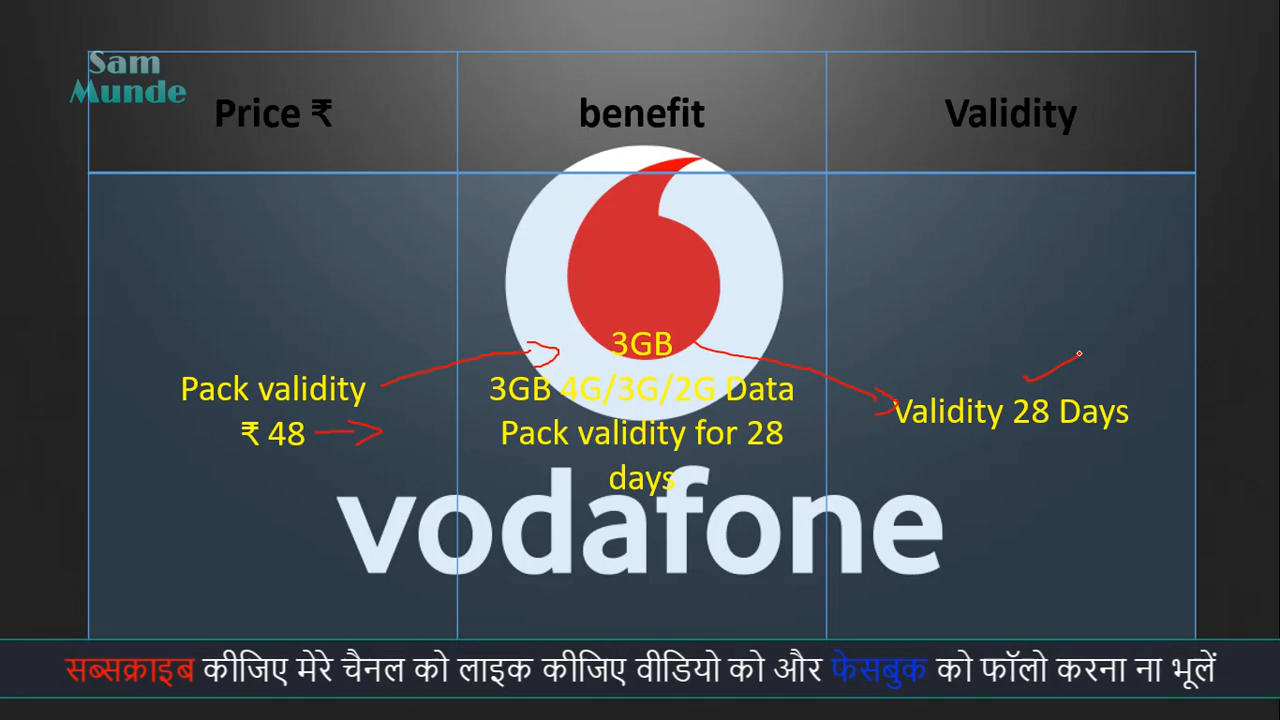 Sam
Munde
Price ₹
benefit
Validity
Pack validity
₹ 48
3GB
3GB 4G/3G/2G Data
Pack validity for 28
days
Validity 28 Days
vodafone
सब्सक्राइब कीजिए मेरे चैनल को लाइक कीजिए वीडियो को और फेसबुक को फॉलो करना ना भूलें